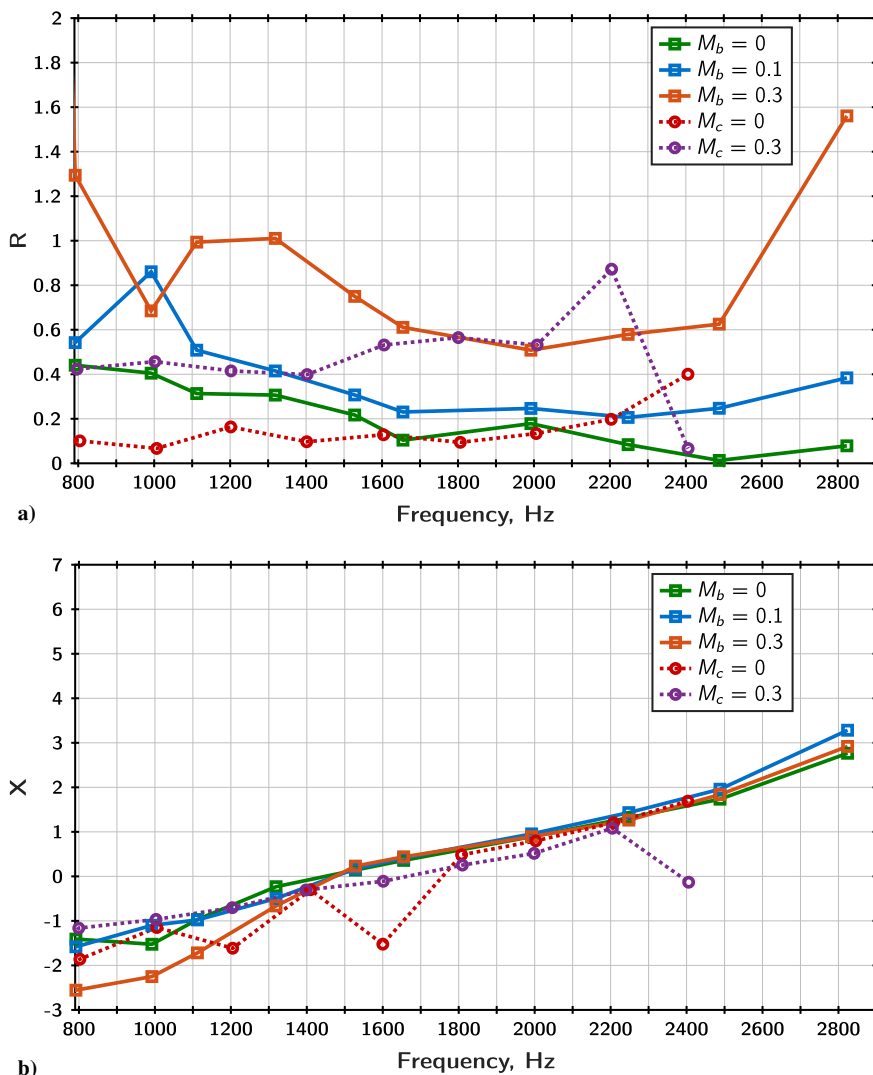 2
1.8
1.6
1.4
1.2
1
0.8
0.6
0.4
0.2
0
R
M_b = 0
M_b = 0.1
M_b = 0.3
M_c = 0
M_c = 0.3
800 1000 1200 1400 1600 1800 2000 2200 2400 2600 2800
a)
Frequency, Hz
7
6
5
4
3
2
1
0
-1
-2
-3
X
M_b = 0
M_b = 0.1
M_b = 0.3
M_c = 0
M_c = 0.3
800 1000 1200 1400 1600 1800 2000 2200 2400 2600 2800
b)
Frequency, Hz